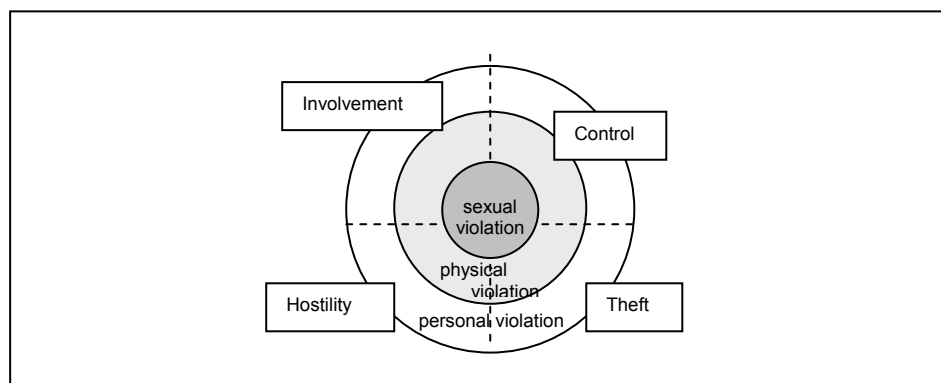 Involvement
Control
sexual
violation
physical
violation
Hostility
Theft
personal violation